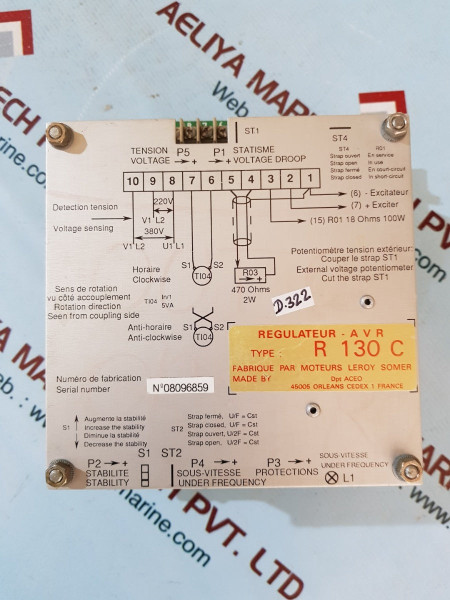 AELIYA MARINE
TECH PVT. LTD
Web:
ST1
ST4
TENSION P5 P1 STATISME
VOLTAGE VOLTAGE DROOP
ST4 R21
Strap ouvert En service
Strap open In use
Strap fermé En court-circuit
Strap closed In short-circuit
10 9 8 7 6 5 4 3 2 1
(6) - Excitateur
(7) + Exciter
(15) R01 18 Ohms 100W
Detection tension
Voltage sensing
220V
V1 L2
380V
V1 L2 U1 L1
S1 S2
TI04
R03
470 Ohms
2W
Potentiomètre tension extérieur:
Couper le strap ST1
External voltage potentiometer
Cut the strap ST1
Horaire
Clockwise
Sens de rotation
vu côté accouplement
Rotation direction
Seen from coupling side
TI04 In/1
5VA
Anti-horaire
Anti-clockwise
S1 S2
TI04
D.322
REGULATEUR - AVR
TYPE : R 130 C
FABRIQUE PAR MOTEURS LEROY SOMER
MADE BY Dpt ACEO
45005 ORLEANS CEDEX 1 FRANCE
Numéro de fabrication
Serial number
N°08096859
S1
Augmente la stabilité
Increase the stability
Diminue la stabilité
Decrease the stability
ST2
Strap fermé, U/F = Cst
Strap closed, U/F = Cst
Strap ouvert, U/2F = Cst
Strap open, U/2F = Cst
S1 ST2
P2
STABILITE
STABILITY
P4
SOUS-VITESSE
UNDER FREQUENCY
P3
PROTECTIONS
SOUS-VITESSE
UNDER FREQUENCY
L1
marine.com
PVT. LTD